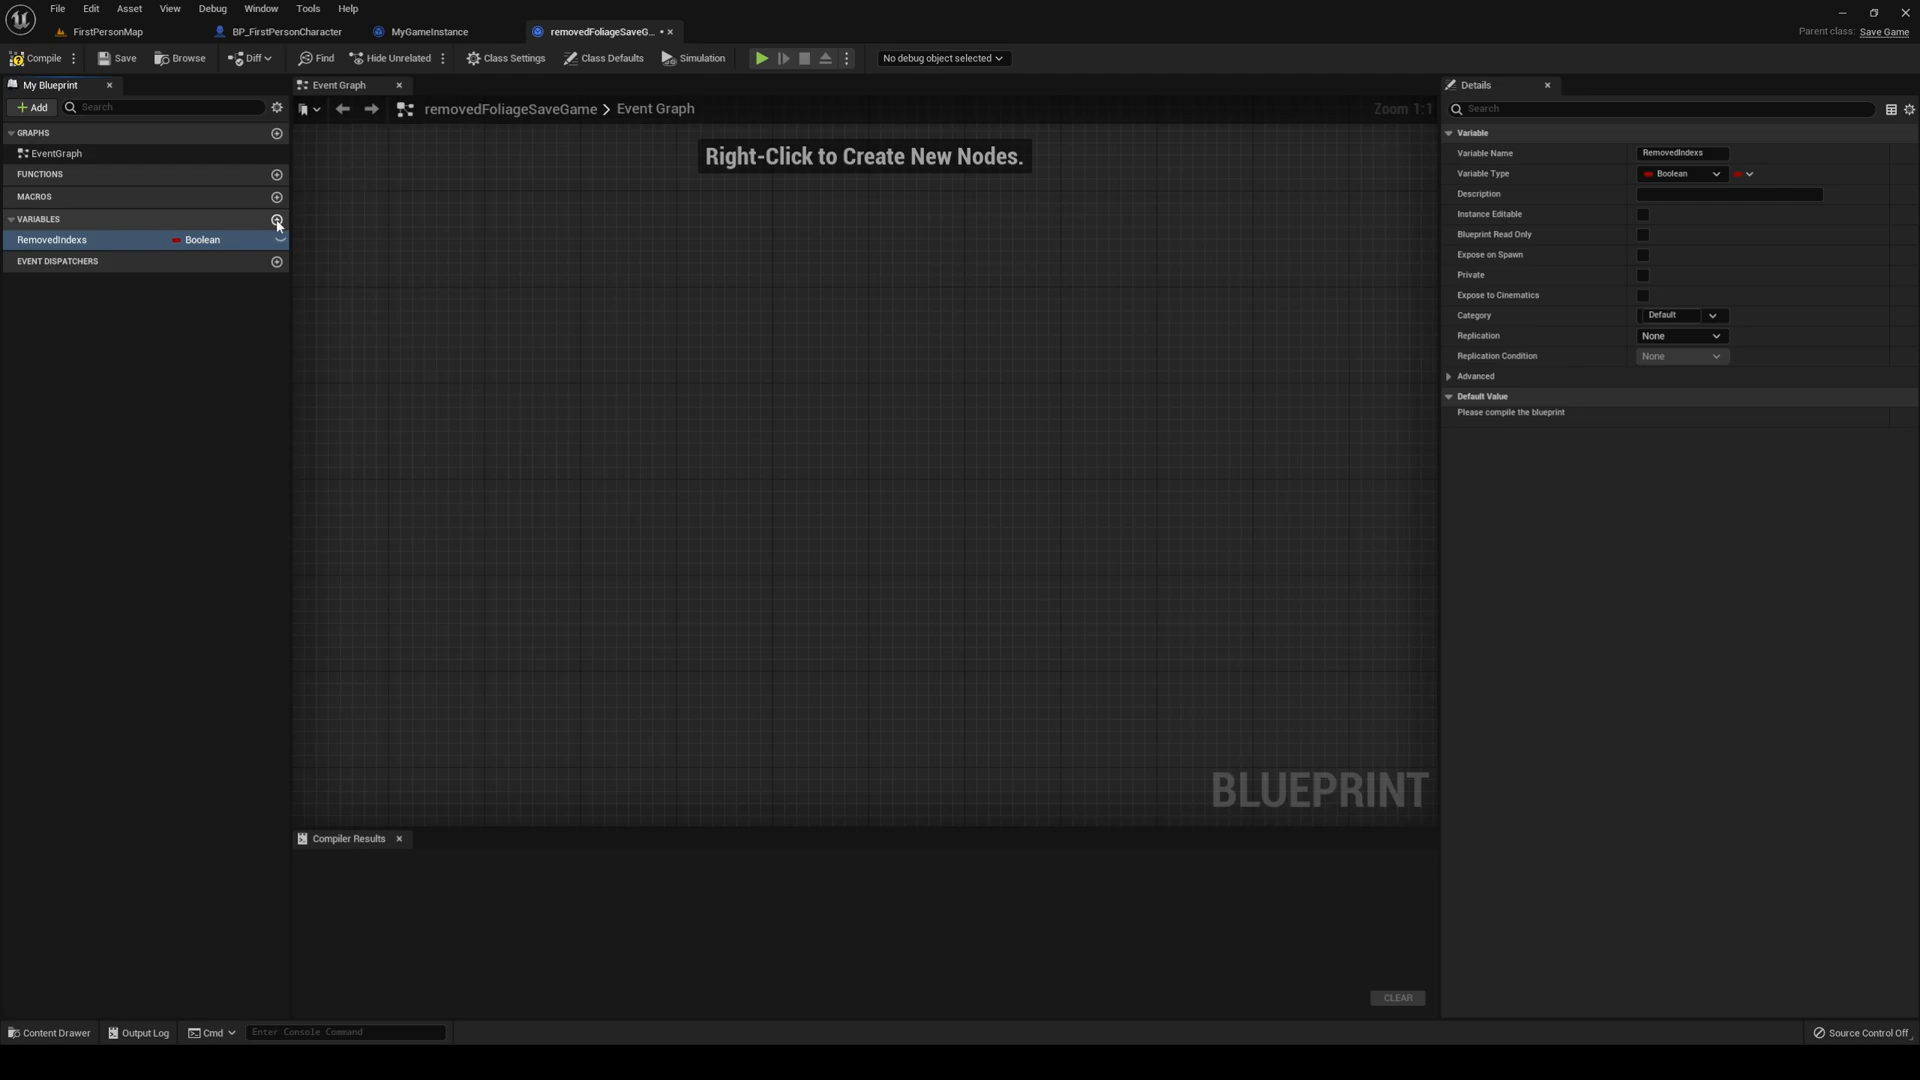 File Edit Asset View Debug Window Tools Help
FirstPersonMap BP_FirstPersonCharacter MyGameInstance removedFoliageSaveG... •
Parent class: Save Game
Compile Save Browse Diff Find Hide Unrelated Class Settings Class Defaults Simulation No debug object selected
My Blueprint
Event Graph
Details
+ Add Search
removedFoliageSaveGame > Event Graph
Zoom 1:1
Search
GRAPHS
EventGraph
FUNCTIONS
MACROS
VARIABLES
RemovedIndexs Boolean
EVENT DISPATCHERS
Right-Click to Create New Nodes.
BLUEPRINT
Variable
Variable Name RemovedIndexs
Variable Type Boolean
Description
Instance Editable
Blueprint Read Only
Expose on Spawn
Private
Expose to Cinematics
Category Default
Replication None
Replication Condition None
Advanced
Default Value
Please compile the blueprint
Compiler Results
CLEAR
Content Drawer Output Log Cmd Enter Console Command
Source Control Off